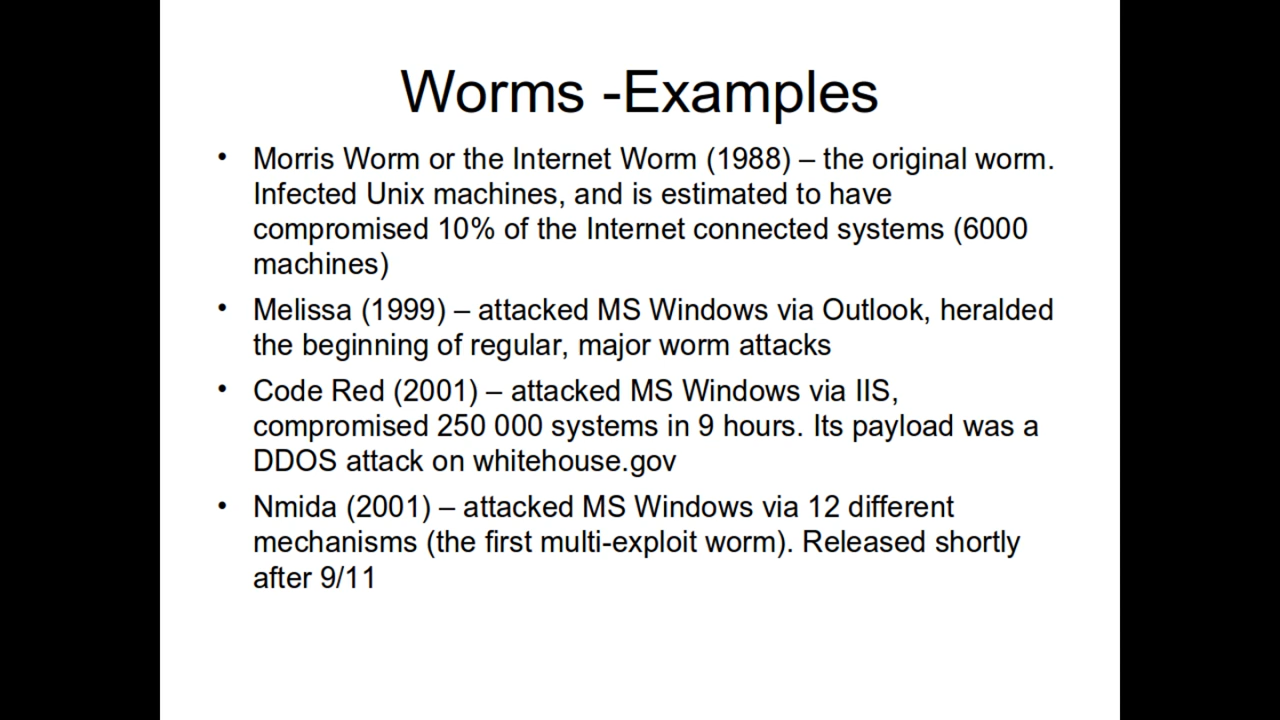 Worms -Examples
• Morris Worm or the Internet Worm (1988) – the original worm.
Infected Unix machines, and is estimated to have
compromised 10% of the Internet connected systems (6000
machines)
• Melissa (1999) – attacked MS Windows via Outlook, heralded
the beginning of regular, major worm attacks
• Code Red (2001) – attacked MS Windows via IIS,
compromised 250 000 systems in 9 hours. Its payload was a
DDOS attack on whitehouse.gov
• Nmida (2001) – attacked MS Windows via 12 different
mechanisms (the first multi-exploit worm). Released shortly
after 9/11